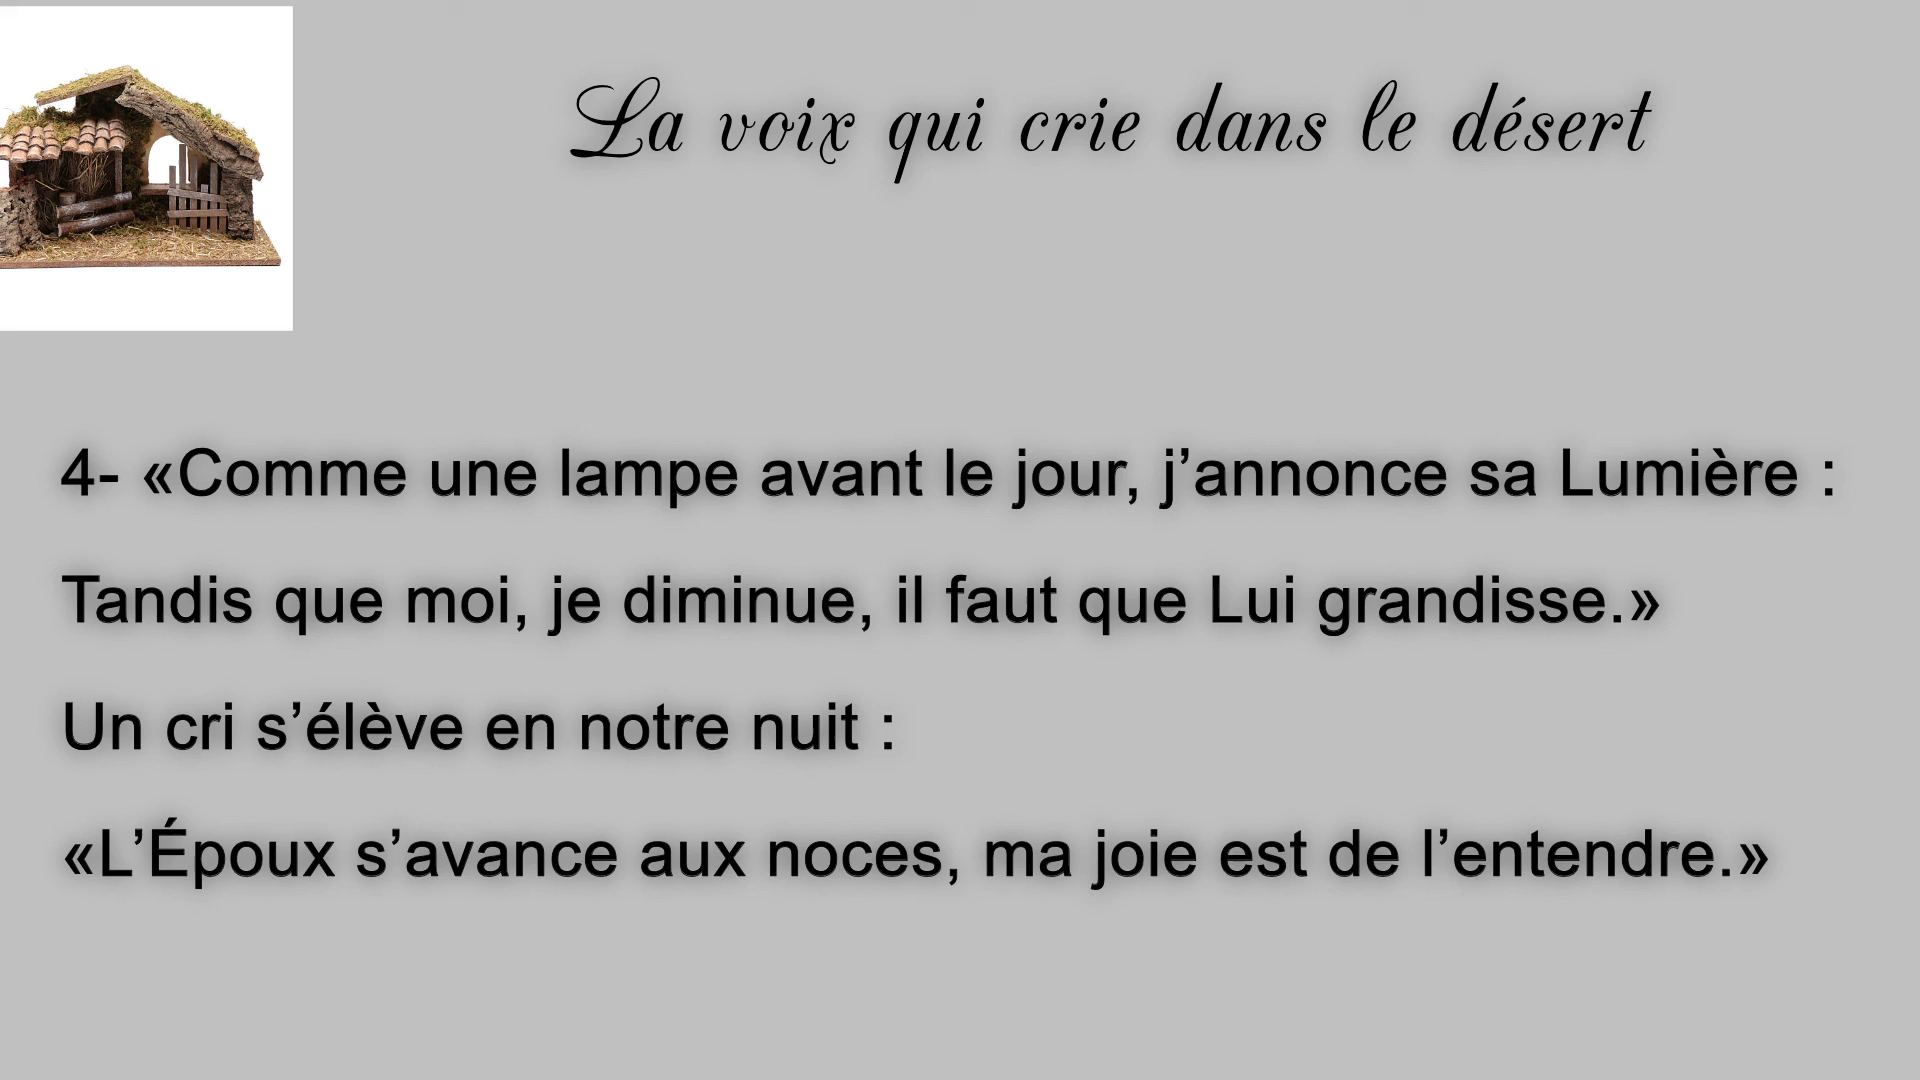 La voix qui crie dans le désert
4- «Comme une lampe avant le jour, j’annonce sa Lumière :
Tandis que moi, je diminue, il faut que Lui grandisse.»
Un cri s’élève en notre nuit :
«L’Époux s’avance aux noces, ma joie est de l’entendre.»